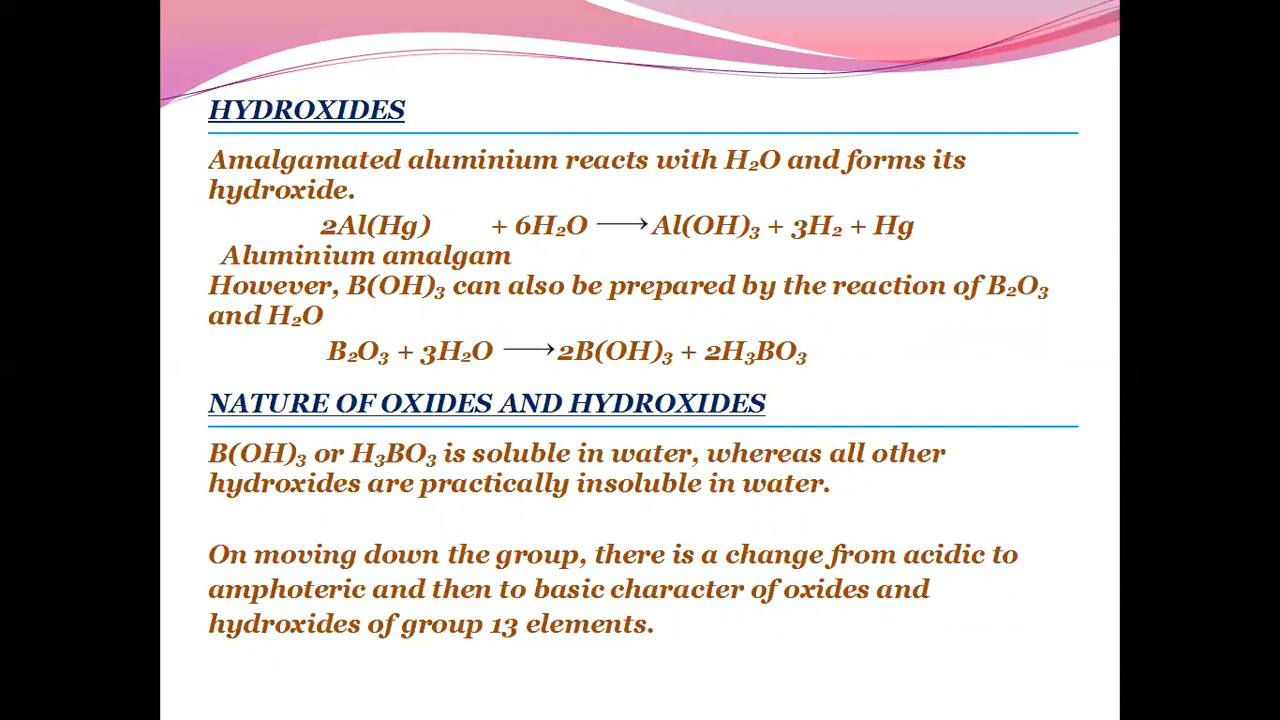 HYDROXIDES
Amalgamated aluminium reacts with H₂O and forms its
hydroxide.
2Al(Hg) + 6H₂O ⟶ Al(OH)₃ + 3H₂ + Hg
Aluminium amalgam
However, B(OH)₃ can also be prepared by the reaction of B₂O₃
and H₂O
B₂O₃ + 3H₂O ⟶ 2B(OH)₃ + 2H₃BO₃
NATURE OF OXIDES AND HYDROXIDES
B(OH)₃ or H₃BO₃ is soluble in water, whereas all other
hydroxides are practically insoluble in water.
On moving down the group, there is a change from acidic to
amphoteric and then to basic character of oxides and
hydroxides of group 13 elements.